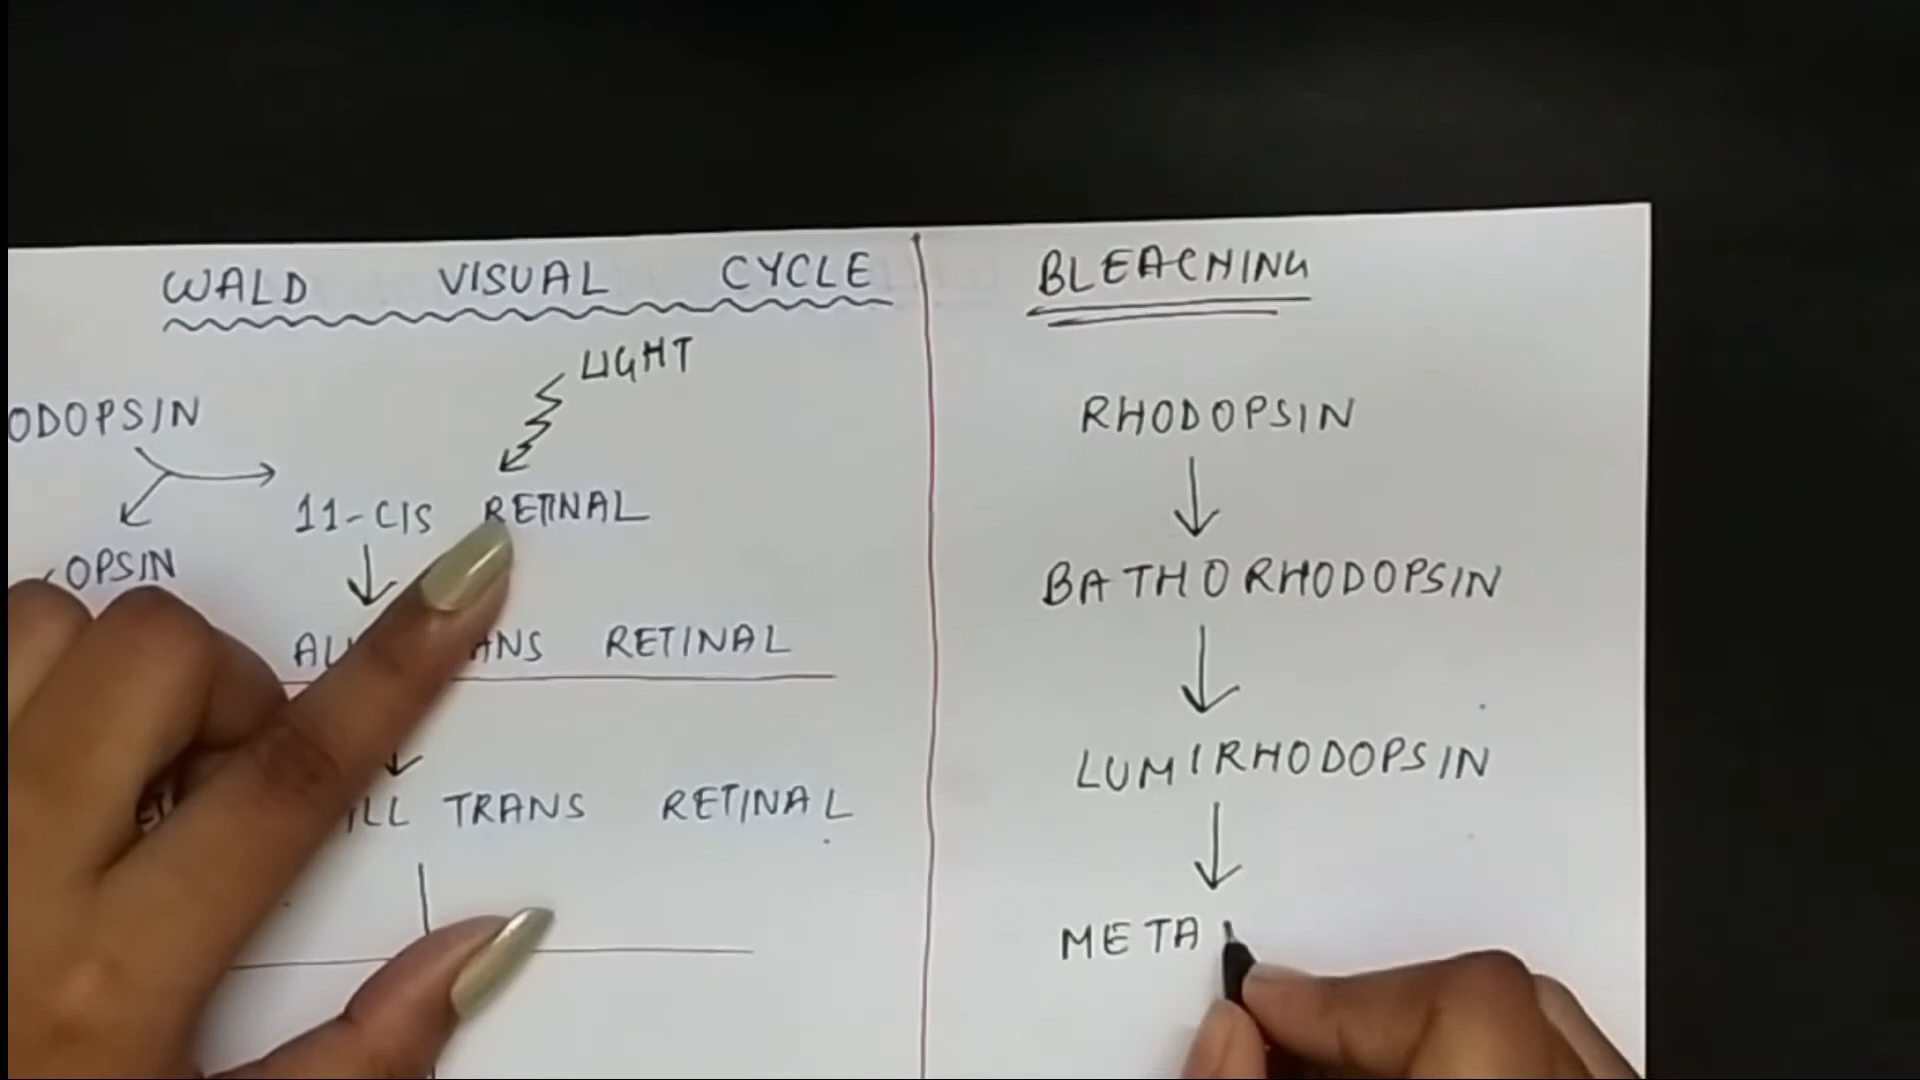 WALD VISUAL CYCLE
LIGHT
ODOPSIN
11-CIS RETINAL
OPSIN
ANS RETINAL
TRANS RETINAL
BLEACHING
RHODOPSIN
BATHORHODOPSIN
LUMIRHODOPSIN
META